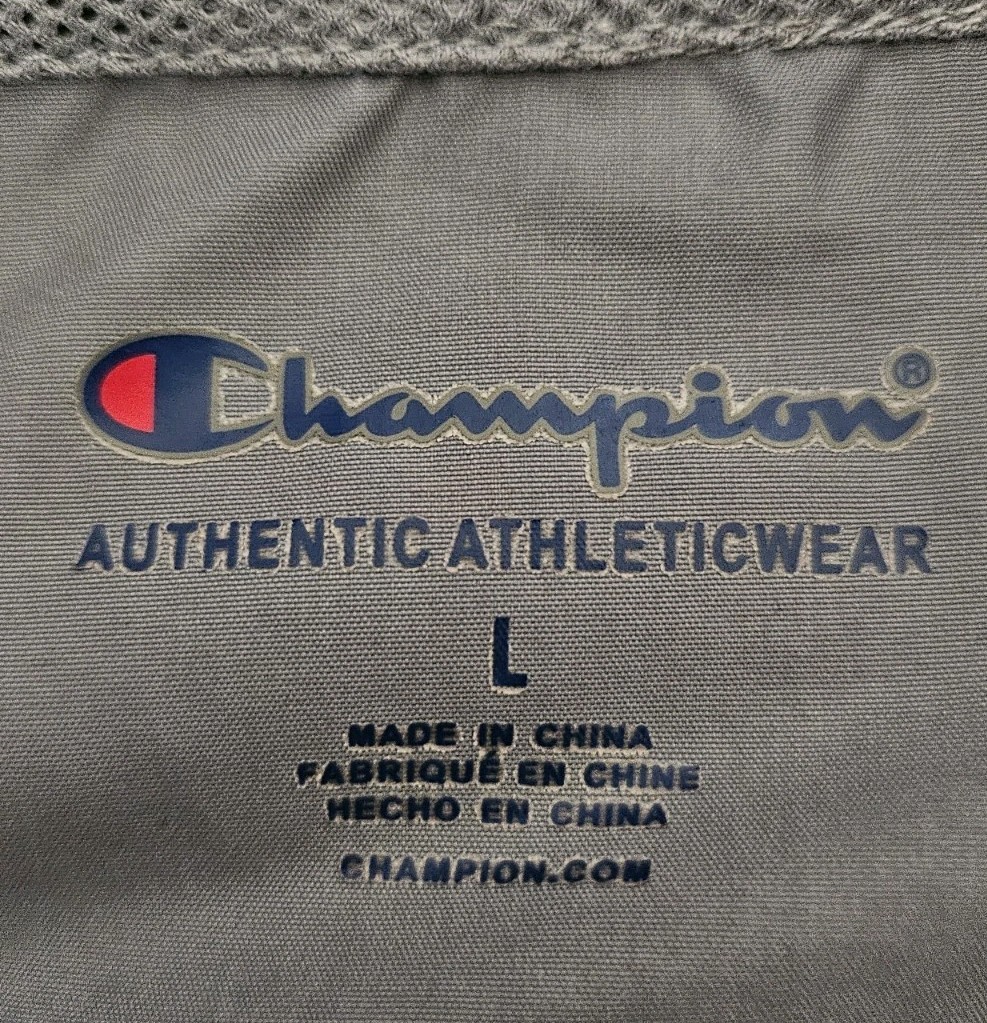 Champion®
AUTHENTIC ATHLETICWEAR
L
MADE IN CHINA
FABRIQUÉ EN CHINE
HECHO EN CHINA
CHAMPION.COM